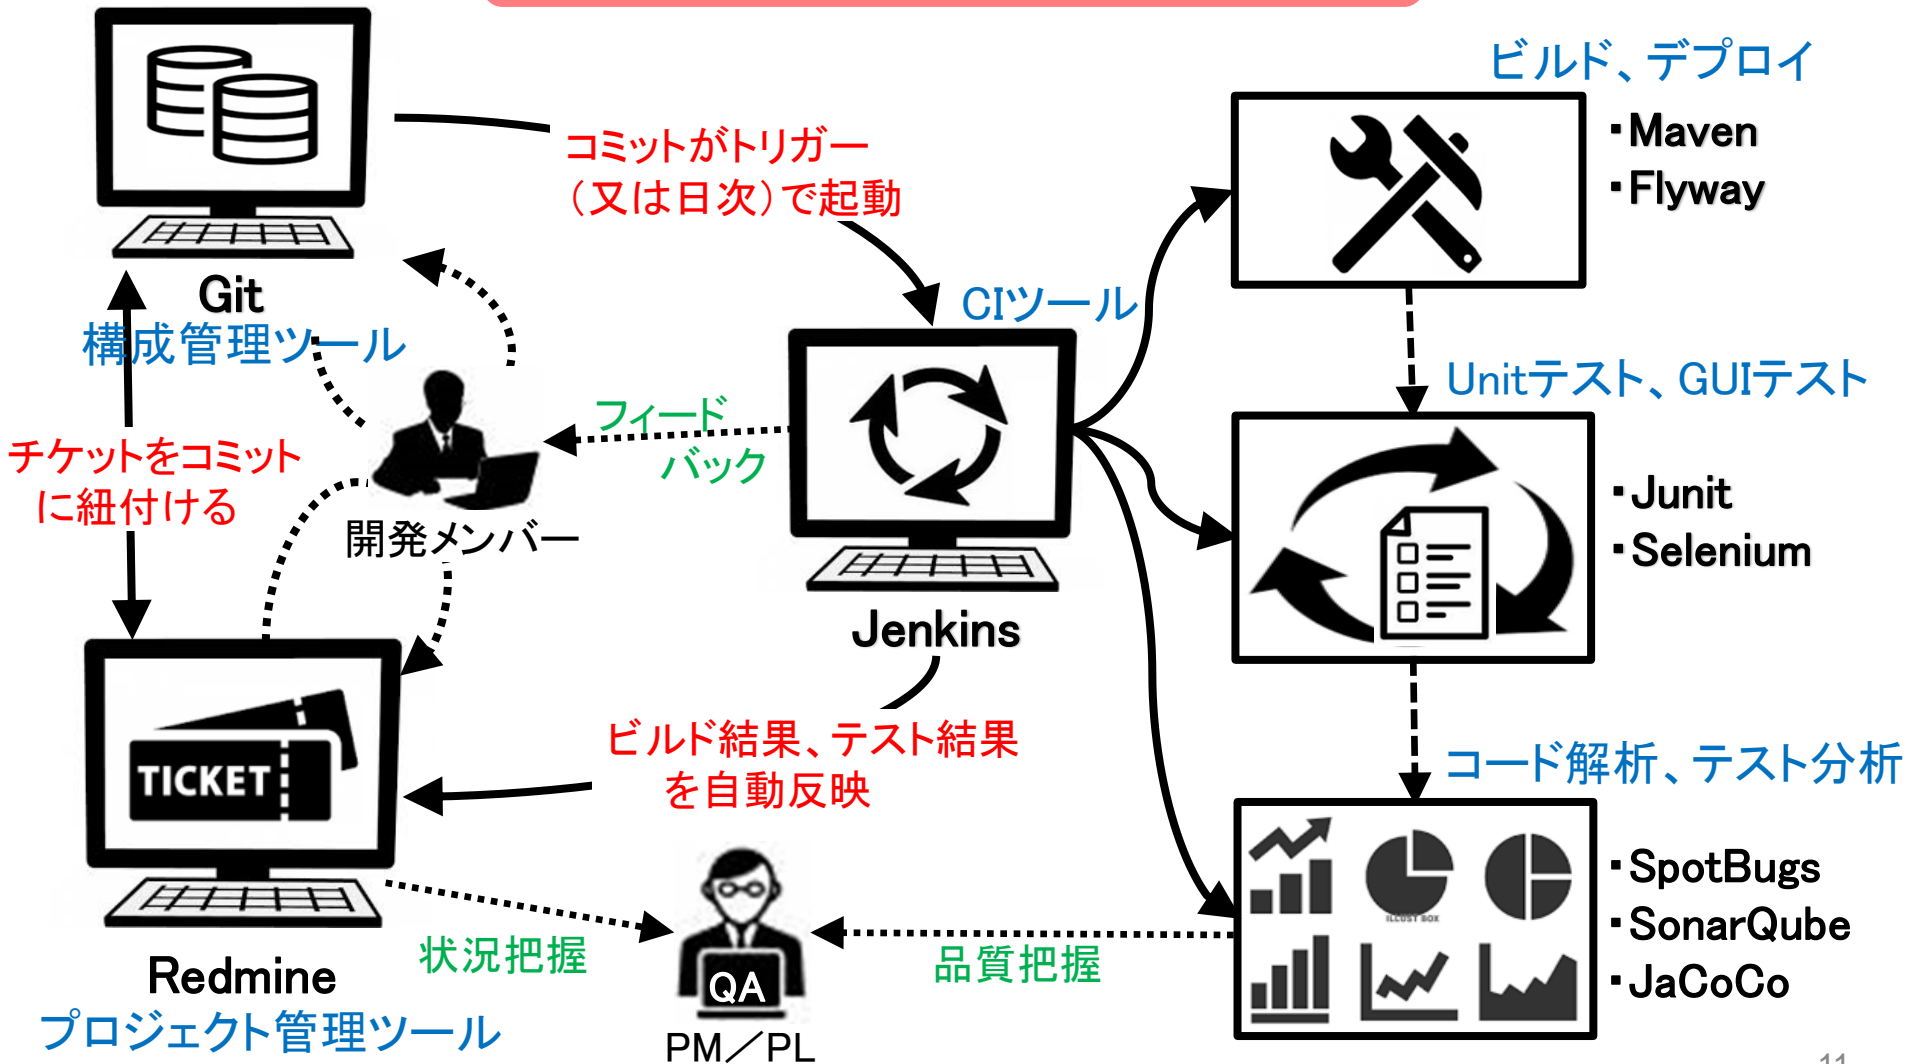 ビルド、デプロイ
・Maven
・Flyway
コミットがトリガー
（又は日次）で起動
Git
構成管理ツール
CIツール
Unitテスト、GUIテスト
フィード
バック
チケットをコミット
に紐付ける
開発メンバー
・Junit
・Selenium
Jenkins
ビルド結果、テスト結果
を自動反映
TICKET
コード解析、テスト分析
ILLUST BOX
・SpotBugs
・SonarQube
・JaCoCo
状況把握
品質把握
Redmine
プロジェクト管理ツール
QA
PM／PL
11